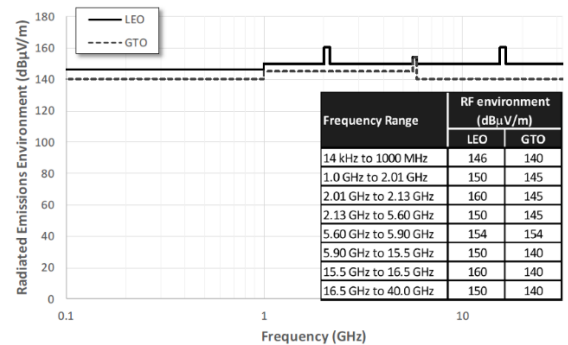 180
160
140
120
100
80
60
40
20
0
Radiated Emissions Environment (dBµV/m)
LEO
GTO
Frequency Range RF environment (dBµV/m)
LEO GTO
14 kHz to 1000 MHz 146 140
1.0 GHz to 2.01 GHz 150 145
2.01 GHz to 2.13 GHz 160 145
2.13 GHz to 5.60 GHz 150 145
5.60 GHz to 5.90 GHz 154 154
5.90 GHz to 15.5 GHz 150 140
15.5 GHz to 16.5 GHz 160 140
16.5 GHz to 40.0 GHz 150 140
0.1 1 10
Frequency (GHz)